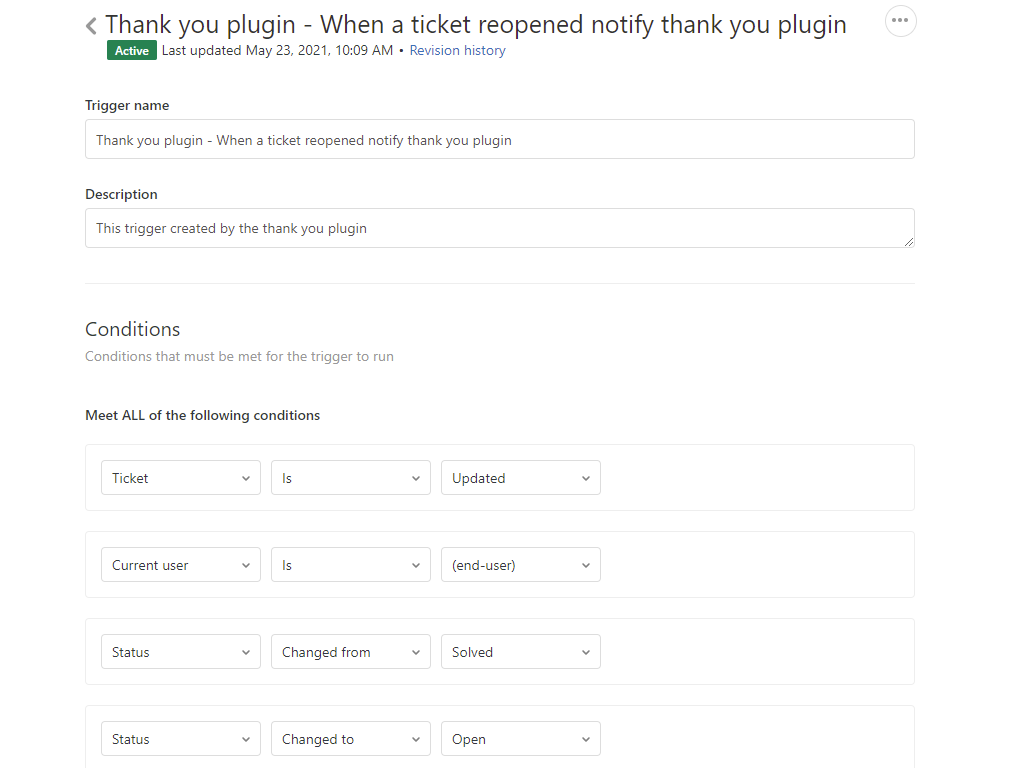 Thank you plugin - When a ticket reopened notify thank you plugin
Active Last updated May 23, 2021, 10:09 AM • Revision history
Trigger name
Thank you plugin - When a ticket reopened notify thank you plugin
Description
This trigger created by the thank you plugin
Conditions
Conditions that must be met for the trigger to run
Meet ALL of the following conditions
Ticket Is Updated
Current user Is (end-user)
Status Changed from Solved
Status Changed to Open